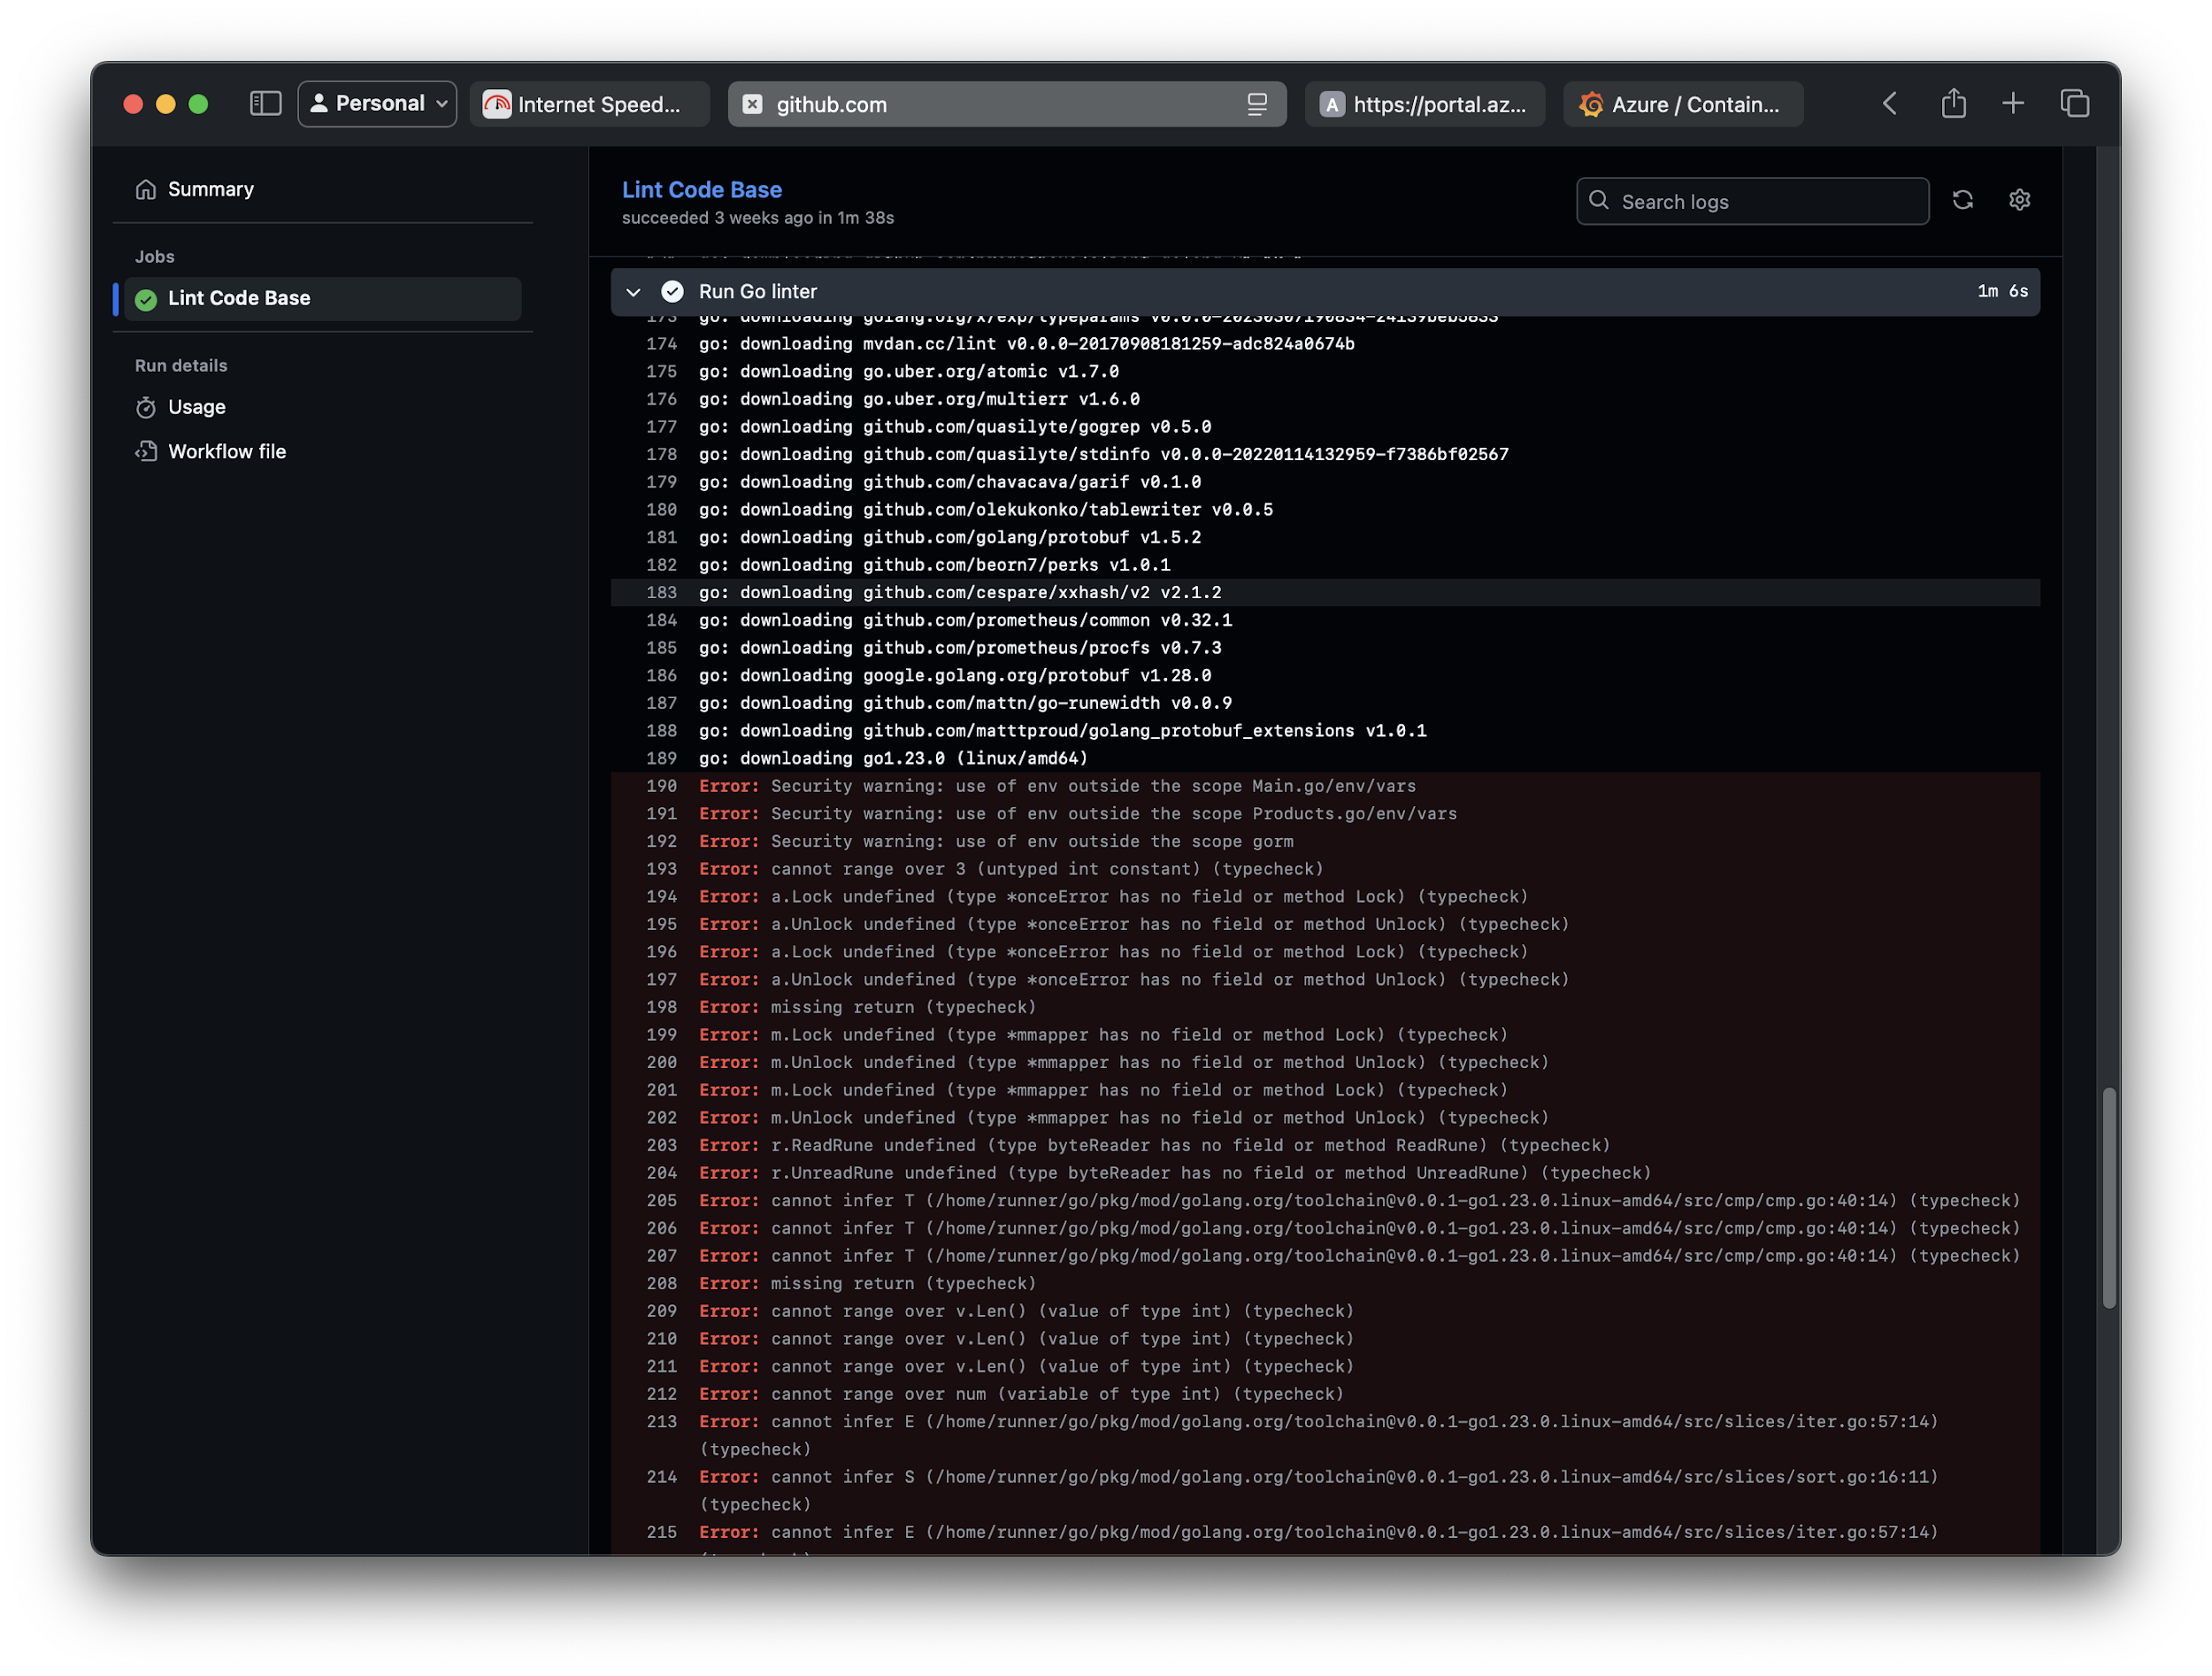 Personal
Internet Speed...
github.com
A
https://portal.az...
Azure / Contain...
Summary
Jobs
Lint Code Base
Run details
Usage
Workflow file
Lint Code Base
succeeded 3 weeks ago in 1m 38s
Search logs
Run Go linter
1m 6s
173 go: downloading golang.org/x/exp/typeparams v0.0.0-20230307190834-24139beb5833
174 go: downloading mvdan.cc/lint v0.0.0-20170908181259-adc824a0674b
175 go: downloading go.uber.org/atomic v1.7.0
176 go: downloading go.uber.org/multierr v1.6.0
177 go: downloading github.com/quasilyte/gogrep v0.5.0
178 go: downloading github.com/quasilyte/stdinfo v0.0.0-20220114132959-f7386bf02567
179 go: downloading github.com/chavacava/garif v0.1.0
180 go: downloading github.com/olekukonko/tablewriter v0.0.5
181 go: downloading github.com/golang/protobuf v1.5.2
182 go: downloading github.com/beorn7/perks v1.0.1
183 go: downloading github.com/cespare/xxhash/v2 v2.1.2
184 go: downloading github.com/prometheus/common v0.32.1
185 go: downloading github.com/prometheus/procfs v0.7.3
186 go: downloading google.golang.org/protobuf v1.28.0
187 go: downloading github.com/mattn/go-runewidth v0.0.9
188 go: downloading github.com/matttproud/golang_protobuf_extensions v1.0.1
189 go: downloading go1.23.0 (linux/amd64)
190 Error: Security warning: use of env outside the scope Main.go/env/vars
191 Error: Security warning: use of env outside the scope Products.go/env/vars
192 Error: Security warning: use of env outside the scope gorm
193 Error: cannot range over 3 (untyped int constant) (typecheck)
194 Error: a.Lock undefined (type *onceError has no field or method Lock) (typecheck)
195 Error: a.Unlock undefined (type *onceError has no field or method Unlock) (typecheck)
196 Error: a.Lock undefined (type *onceError has no field or method Lock) (typecheck)
197 Error: a.Unlock undefined (type *onceError has no field or method Unlock) (typecheck)
198 Error: missing return (typecheck)
199 Error: m.Lock undefined (type *mmapper has no field or method Lock) (typecheck)
200 Error: m.Unlock undefined (type *mmapper has no field or method Unlock) (typecheck)
201 Error: m.Lock undefined (type *mmapper has no field or method Lock) (typecheck)
202 Error: m.Unlock undefined (type *mmapper has no field or method Unlock) (typecheck)
203 Error: r.ReadRune undefined (type byteReader has no field or method ReadRune) (typecheck)
204 Error: r.UnreadRune undefined (type byteReader has no field or method UnreadRune) (typecheck)
205 Error: cannot infer T (/home/runner/go/pkg/mod/golang.org/toolchain@v0.0.1-go1.23.0.linux-amd64/src/cmp/cmp.go:40:14) (typecheck)
206 Error: cannot infer T (/home/runner/go/pkg/mod/golang.org/toolchain@v0.0.1-go1.23.0.linux-amd64/src/cmp/cmp.go:40:14) (typecheck)
207 Error: cannot infer T (/home/runner/go/pkg/mod/golang.org/toolchain@v0.0.1-go1.23.0.linux-amd64/src/cmp/cmp.go:40:14) (typecheck)
208 Error: missing return (typecheck)
209 Error: cannot range over v.Len() (value of type int) (typecheck)
210 Error: cannot range over v.Len() (value of type int) (typecheck)
211 Error: cannot range over v.Len() (value of type int) (typecheck)
212 Error: cannot range over num (variable of type int) (typecheck)
213 Error: cannot infer E (/home/runner/go/pkg/mod/golang.org/toolchain@v0.0.1-go1.23.0.linux-amd64/src/slices/iter.go:57:14)
(typecheck)
214 Error: cannot infer S (/home/runner/go/pkg/mod/golang.org/toolchain@v0.0.1-go1.23.0.linux-amd64/src/slices/sort.go:16:11)
(typecheck)
215 Error: cannot infer E (/home/runner/go/pkg/mod/golang.org/toolchain@v0.0.1-go1.23.0.linux-amd64/src/slices/iter.go:57:14)